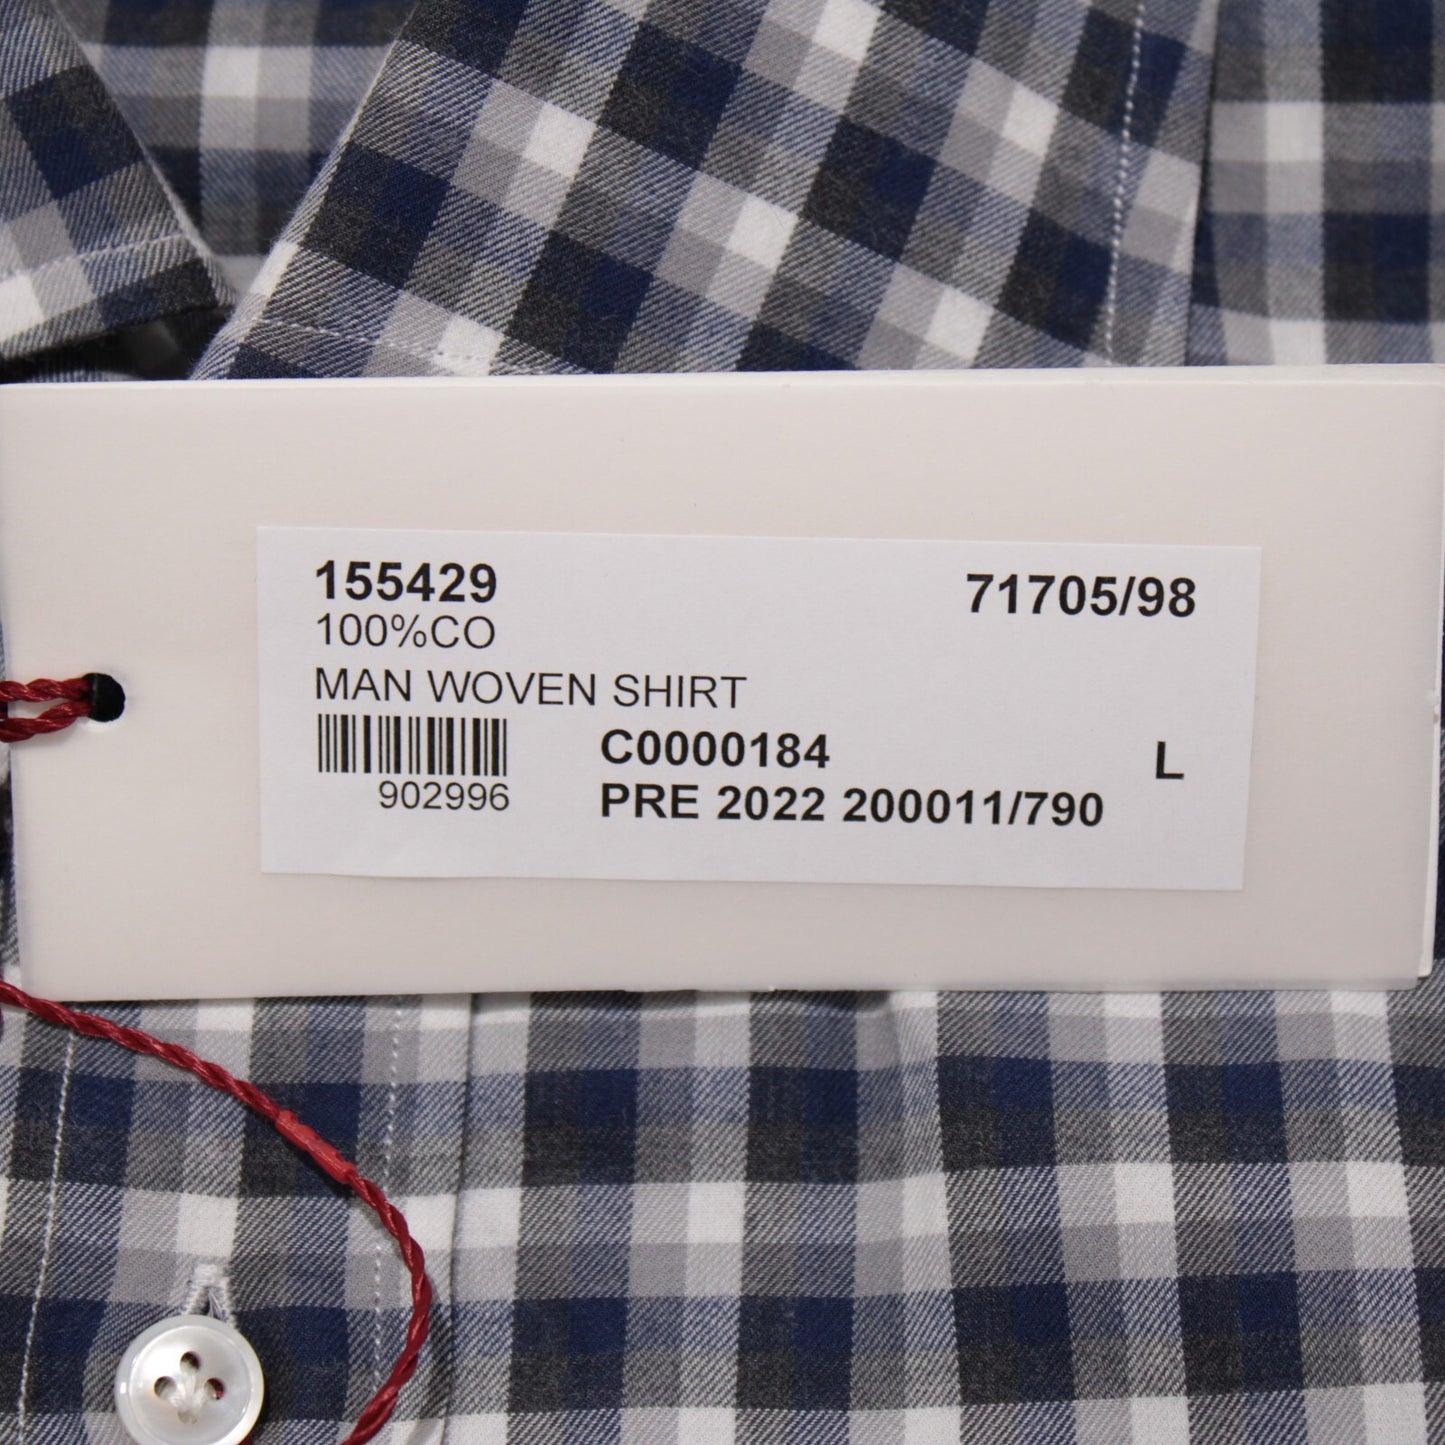 155429 71705/98
100%CO
MAN WOVEN SHIRT
C0000184 L
902996 PRE 2022 200011/790